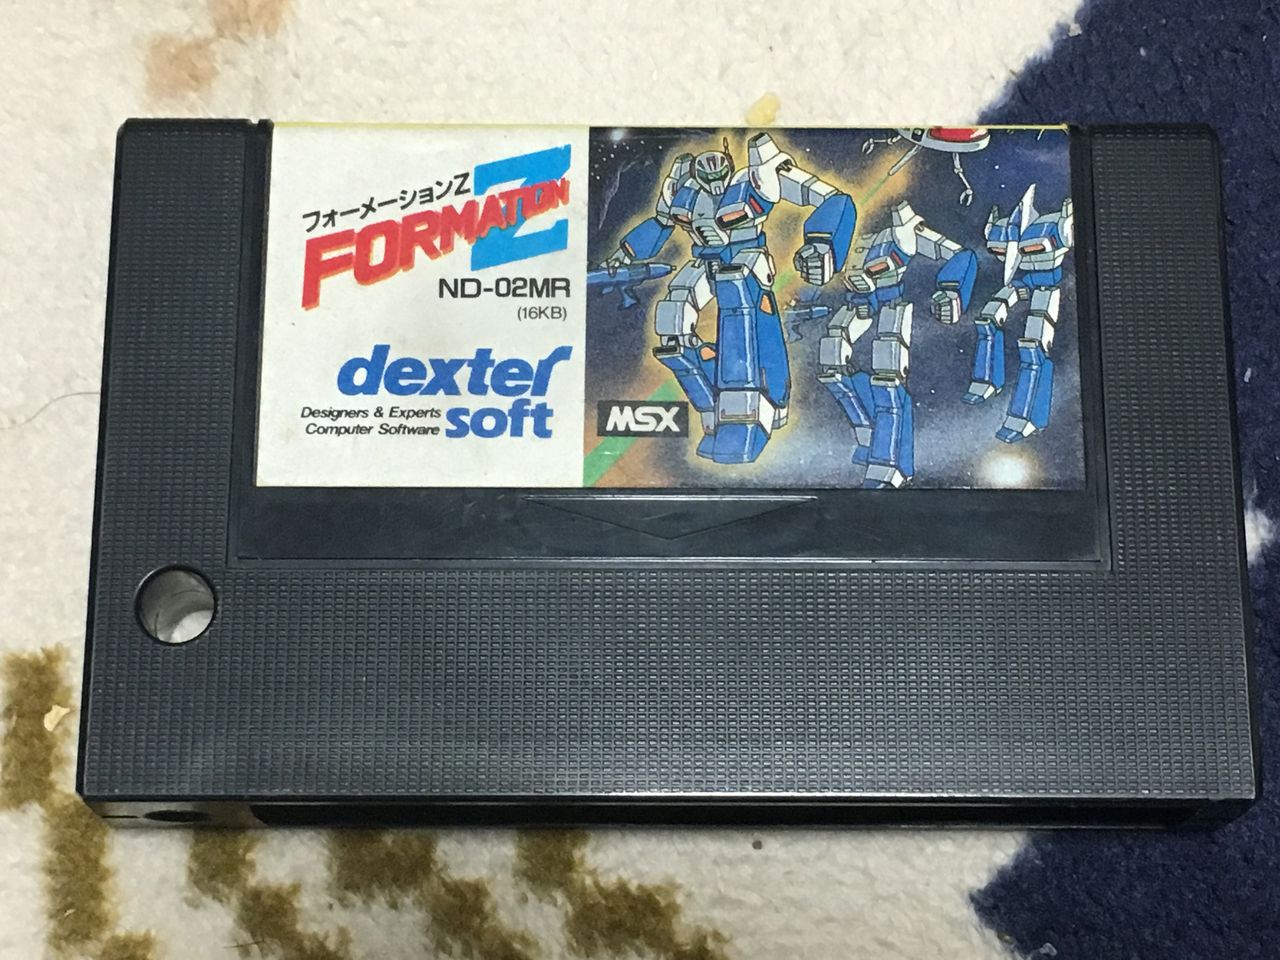 フォーメーションZ
FORMATION Z
ND-02MR
(16KB)
dexter
Designers & Experts
Computer Software
soft
MSX